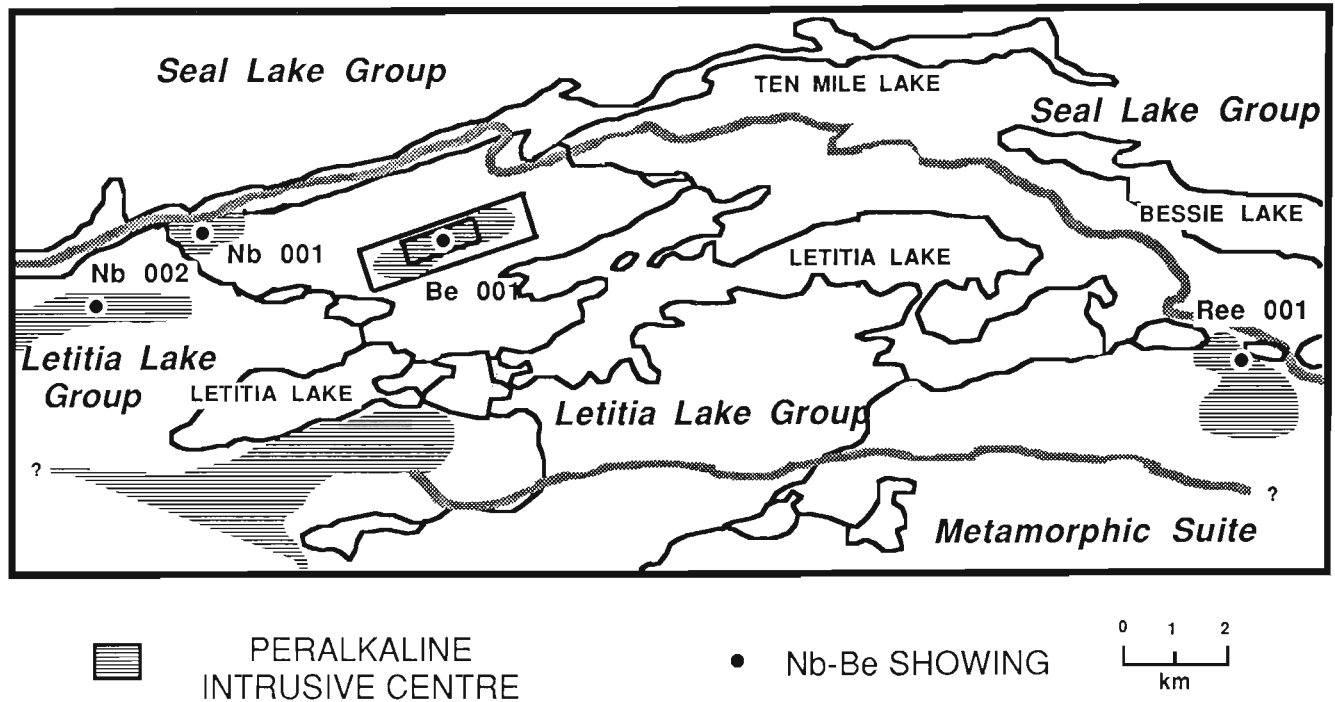 Seal Lake Group
TEN MILE LAKE
Seal Lake Group
BESSIE LAKE
Nb 001
LETITIA LAKE
Nb 002
Be 001
Ree 001
Letitia Lake
Group
LETITIA LAKE
Letitia Lake Group
?
?
Metamorphic Suite
PERALKALINE
INTRUSIVE CENTRE
Nb-Be SHOWING
0 1 2
km